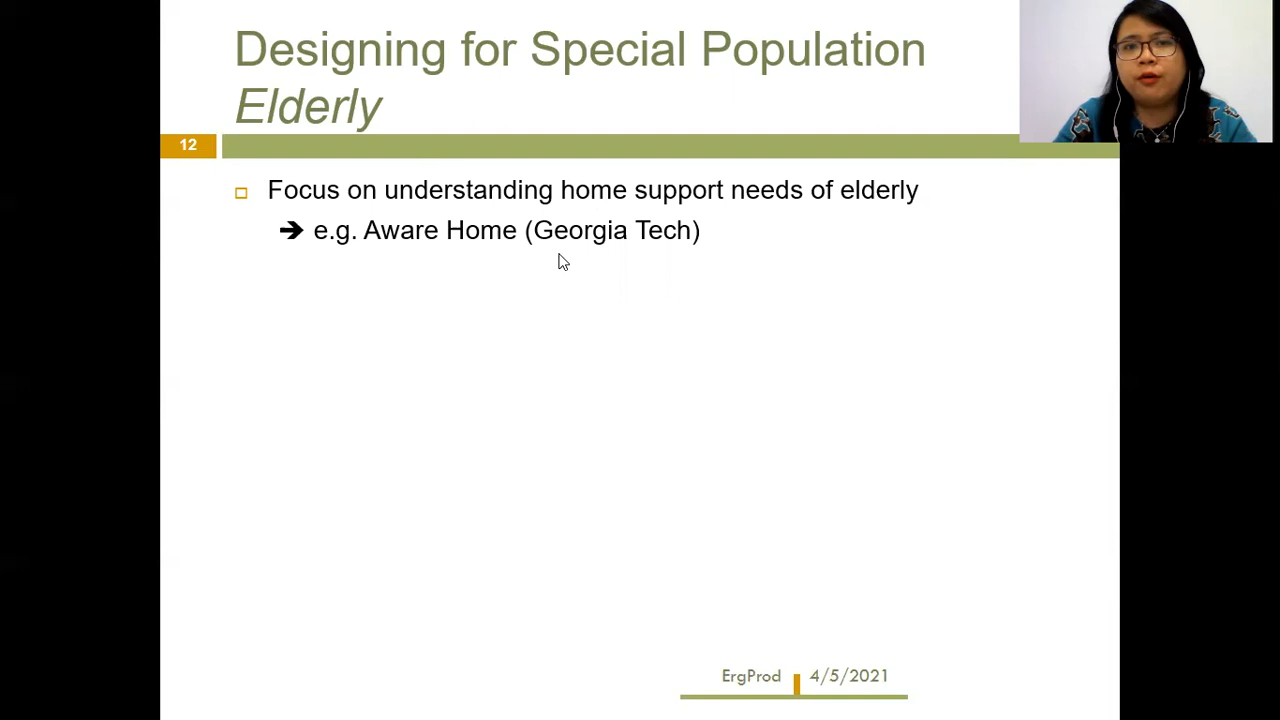 Designing for Special Population
Elderly
12
Focus on understanding home support needs of elderly
➔ e.g. Aware Home (Georgia Tech)
ErgProd
4/5/2021